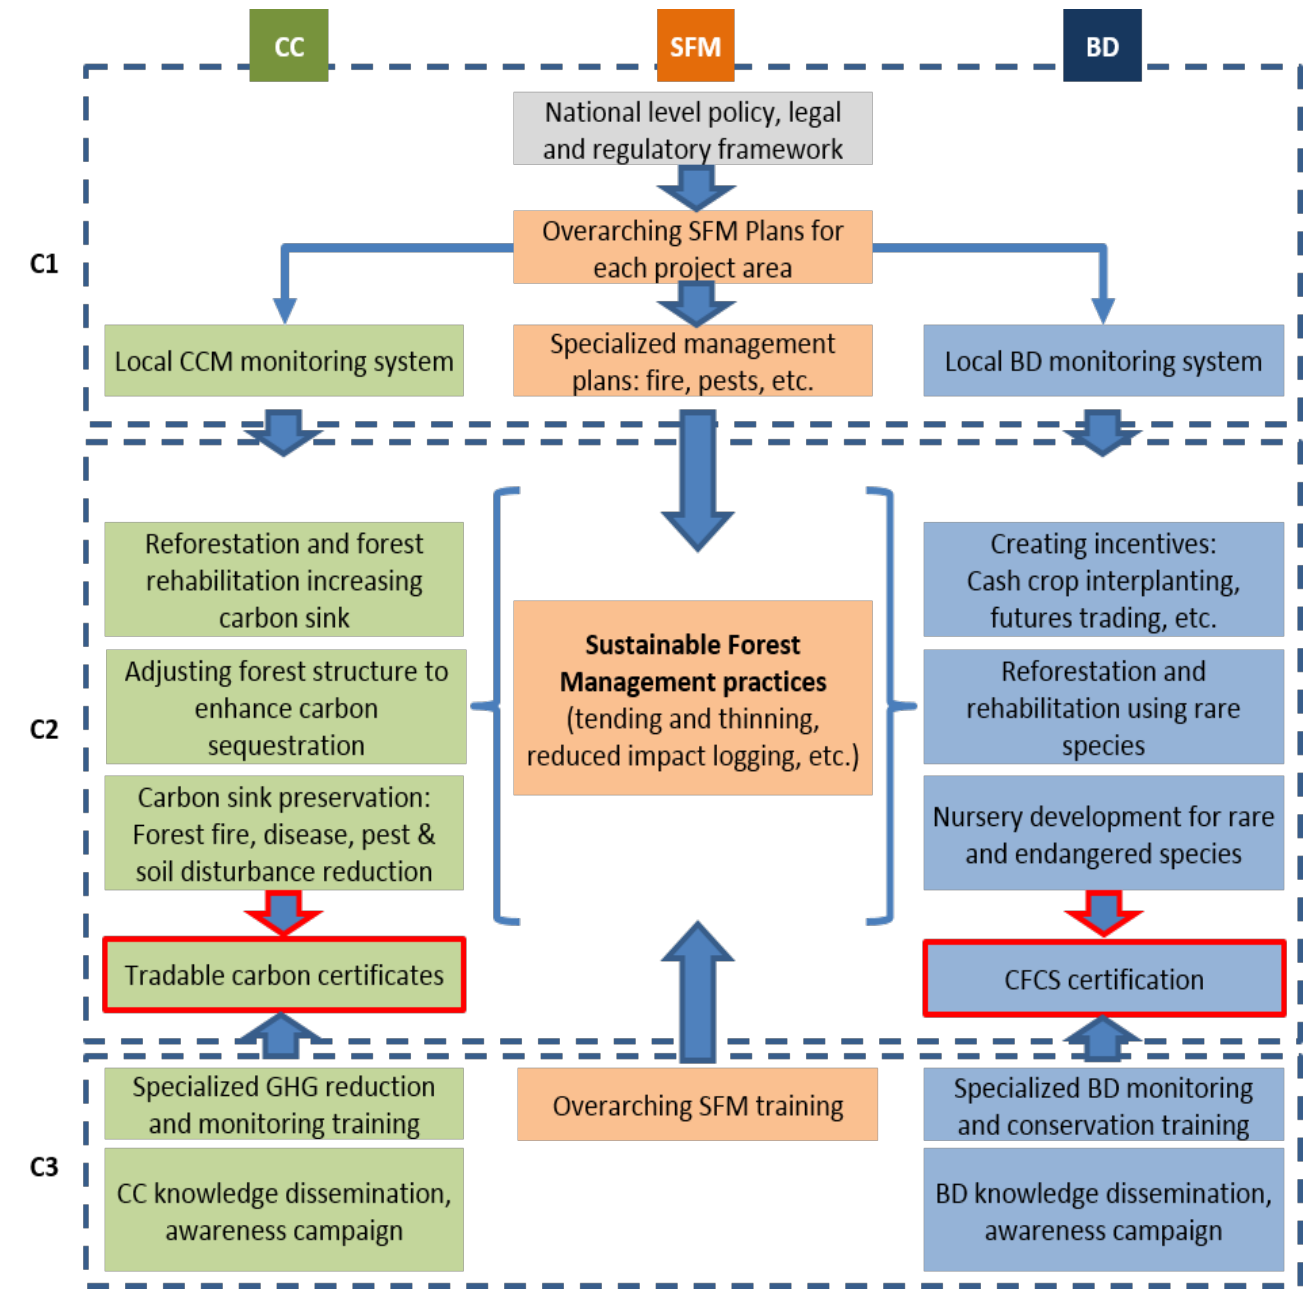 CC
SFM
BD
C1
National level policy, legal
and regulatory framework
Overarching SFM Plans for
each project area
Local CCM monitoring system
Specialized management
plans: fire, pests, etc.
Local BD monitoring system
C2
Reforestation and forest
rehabilitation increasing
carbon sink
Adjusting forest structure to
enhance carbon
sequestration
Carbon sink preservation:
Forest fire, disease, pest &
soil disturbance reduction
Tradable carbon certificates
Sustainable Forest
Management practices
(tending and thinning,
reduced impact logging, etc.)
Creating incentives:
Cash crop interplanting,
futures trading, etc.
Reforestation and
rehabilitation using rare
species
Nursery development for rare
and endangered species
CFCS certification
C3
Specialized GHG reduction
and monitoring training
CC knowledge dissemination,
awareness campaign
Overarching SFM training
Specialized BD monitoring
and conservation training
BD knowledge dissemination,
awareness campaign